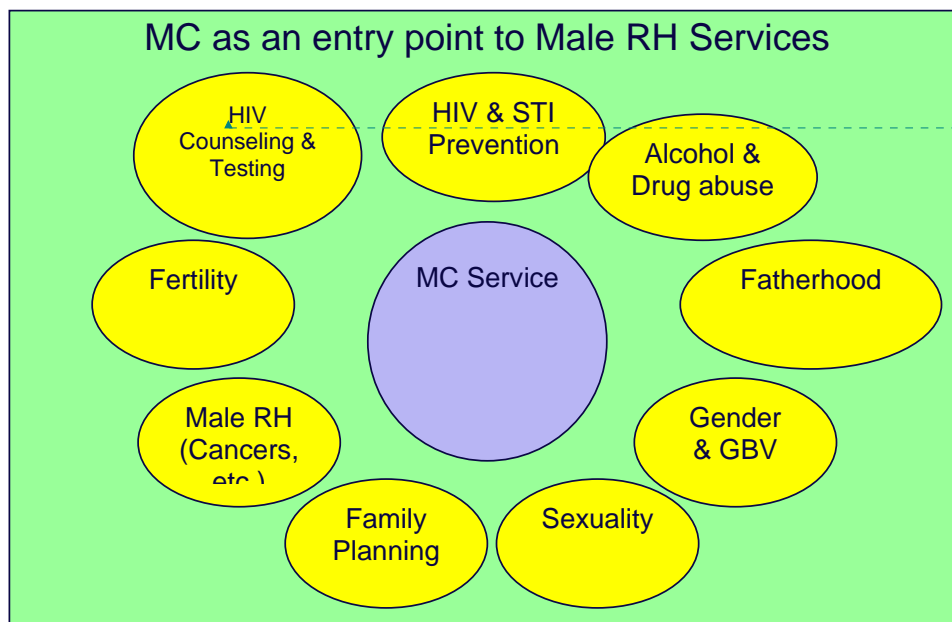 MC as an entry point to Male RH Services
HIV
Counseling &
Testing
HIV & STI
Prevention
Alcohol &
Drug abuse
Fertility
MC Service
Fatherhood
Male RH
(Cancers,
etc.)
Gender
& GBV
Family
Planning
Sexuality